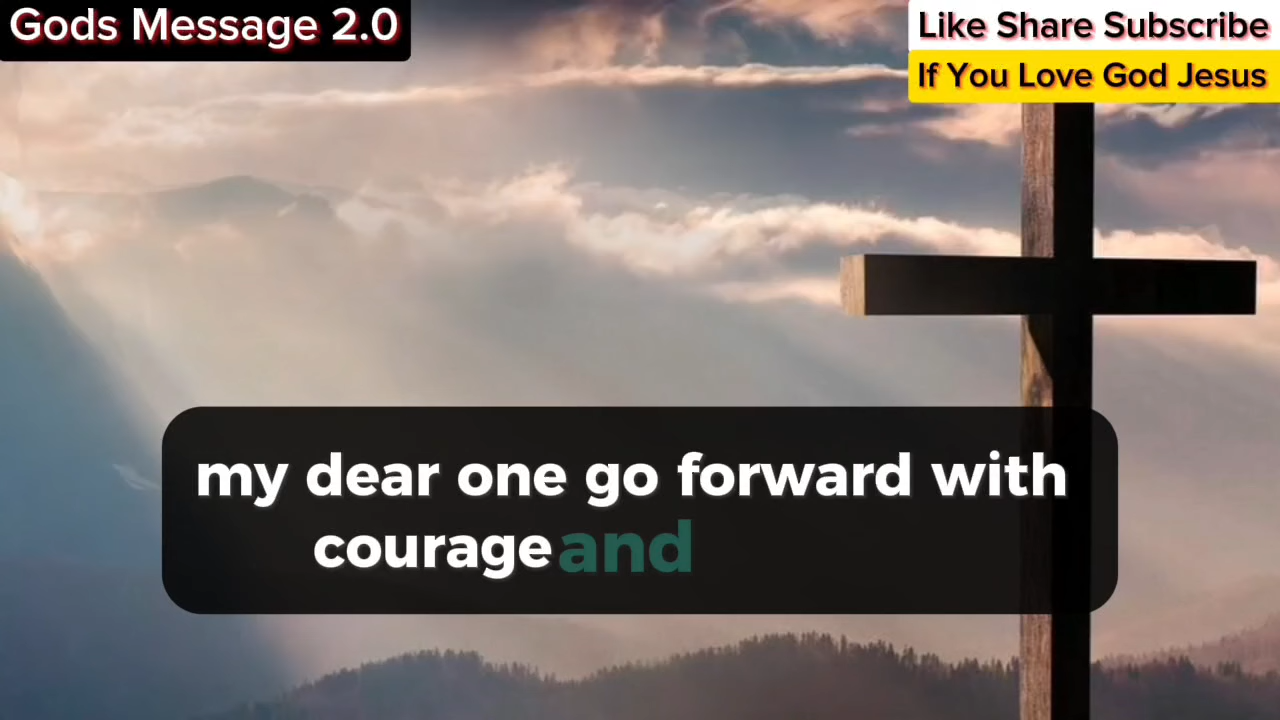 Gods Message 2.0
Like Share Subscribe
If You Love God Jesus
my dear one go forward with
courage and